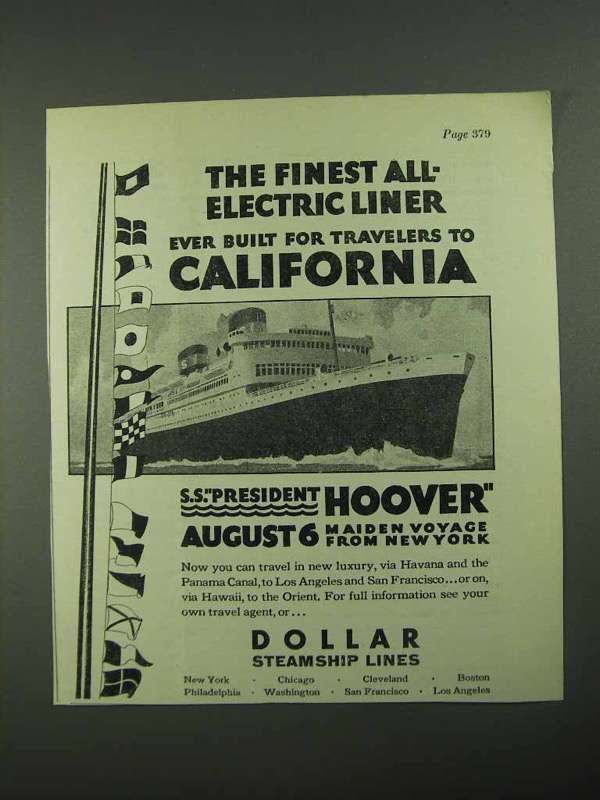 Page 379
THE FINEST ALL-
ELECTRIC LINER
EVER BUILT FOR TRAVELERS TO
CALIFORNIA
S.S. "PRESIDENT HOOVER"
AUGUST 6 MAIDEN VOYAGE
FROM NEW YORK
Now you can travel in new luxury, via Havana and the
Panama Canal, to Los Angeles and San Francisco...or on,
via Hawaii, to the Orient. For full information see your
own travel agent, or...
DOLLAR
STEAMSHIP LINES
New York · Chicago · Cleveland · Boston
Philadelphia · Washington · San Francisco · Los Angeles